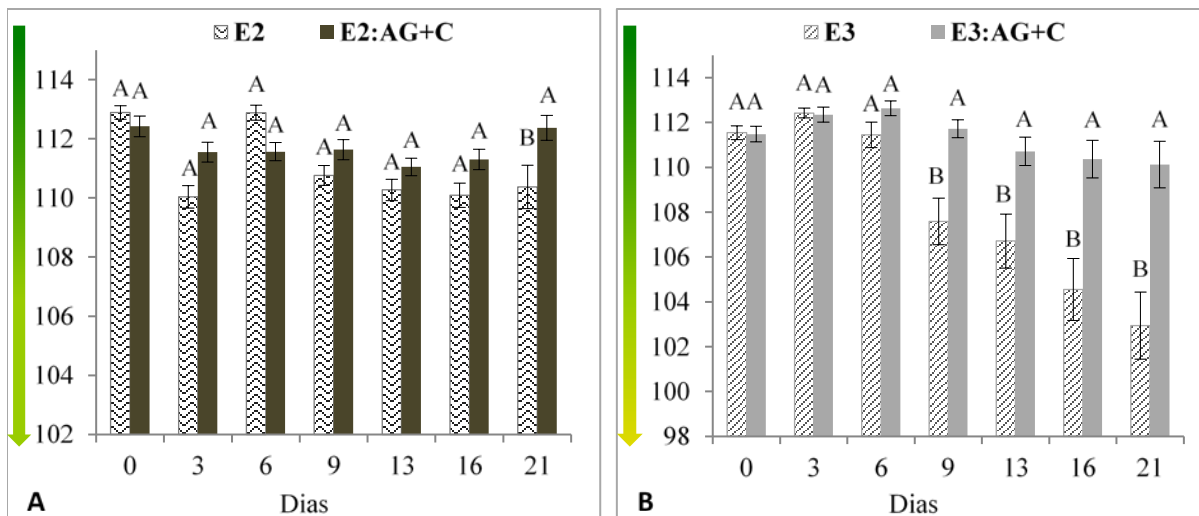 E2 E2:AG+C
114
112
110
108
106
104
102
A A A A A A A A A A A A B A
0 3 6 9 13 16 21
A Dias
E3 E3:AG+C
114
112
110
108
106
104
102
100
98
A A A A A A B A B A B A B A
0 3 6 9 13 16 21
B Dias